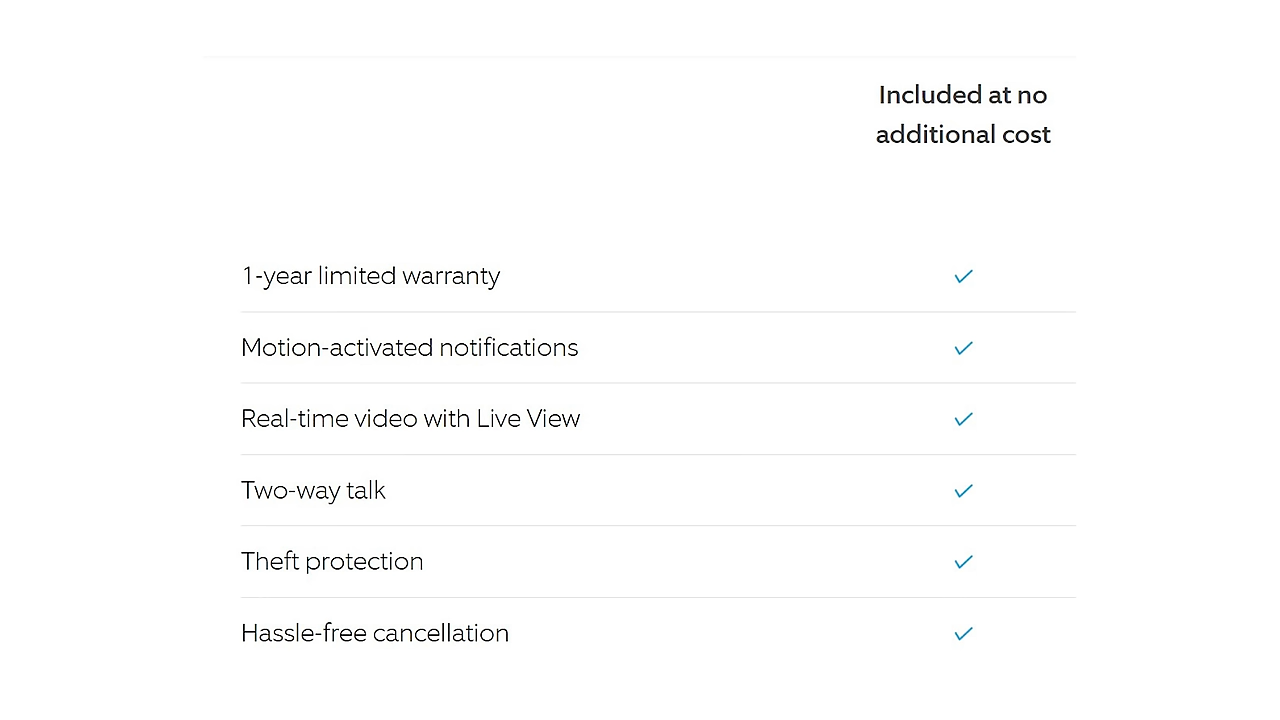 Included at no
additional cost
1-year limited warranty
Motion-activated notifications
Real-time video with Live View
Two-way talk
Theft protection
Hassle-free cancellation